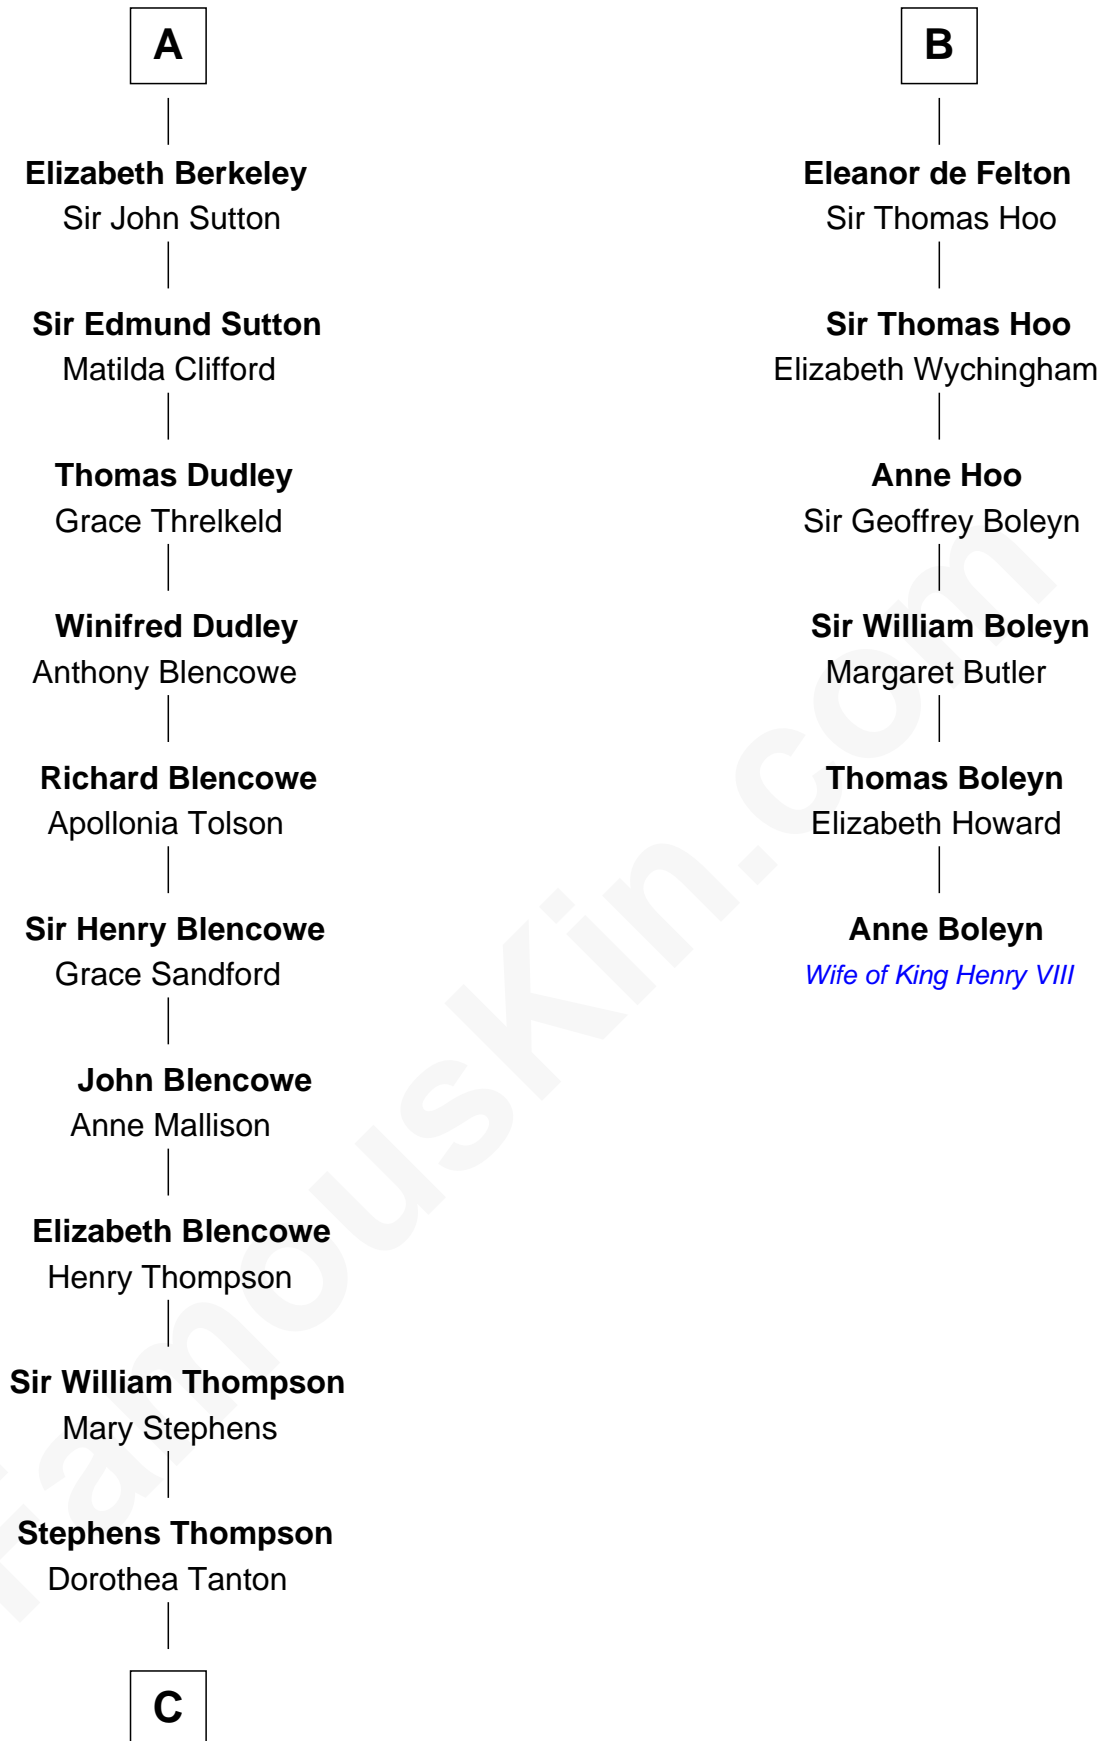 A
Elizabeth Berkeley
Sir John Sutton
Sir Edmund Sutton
Matilda Clifford
Thomas Dudley
Grace Threlkeld
Winifred Dudley
Anthony Blencowe
Richard Blencowe
Apollonia Tolson
Sir Henry Blencowe
Grace Sandford
John Blencowe
Anne Mallison
Elizabeth Blencowe
Henry Thompson
Sir William Thompson
Mary Stephens
Stephens Thompson
Dorothea Tanton
C
B
Eleanor de Felton
Sir Thomas Hoo
Sir Thomas Hoo
Elizabeth Wychingham
Anne Hoo
Sir Geoffrey Boleyn
Sir William Boleyn
Margaret Butler
Thomas Boleyn
Elizabeth Howard
Anne Boleyn
Wife of King Henry VIII
FamousKin.com